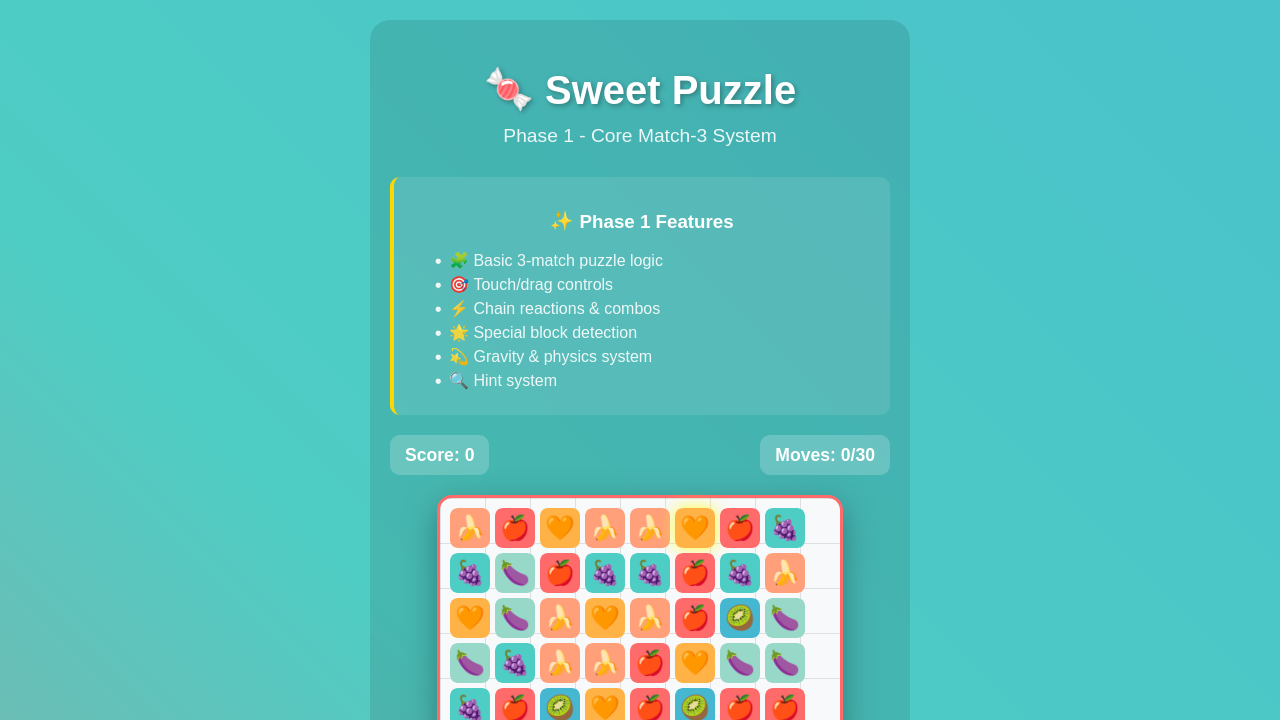 🍬 Sweet Puzzle
Phase 1 - Core Match-3 System
✨ Phase 1 Features
• 🧩 Basic 3-match puzzle logic
• 🎯 Touch/drag controls
• ⚡ Chain reactions & combos
• 🌟 Special block detection
• 💫 Gravity & physics system
• 🔍 Hint system
Score: 0
Moves: 0/30